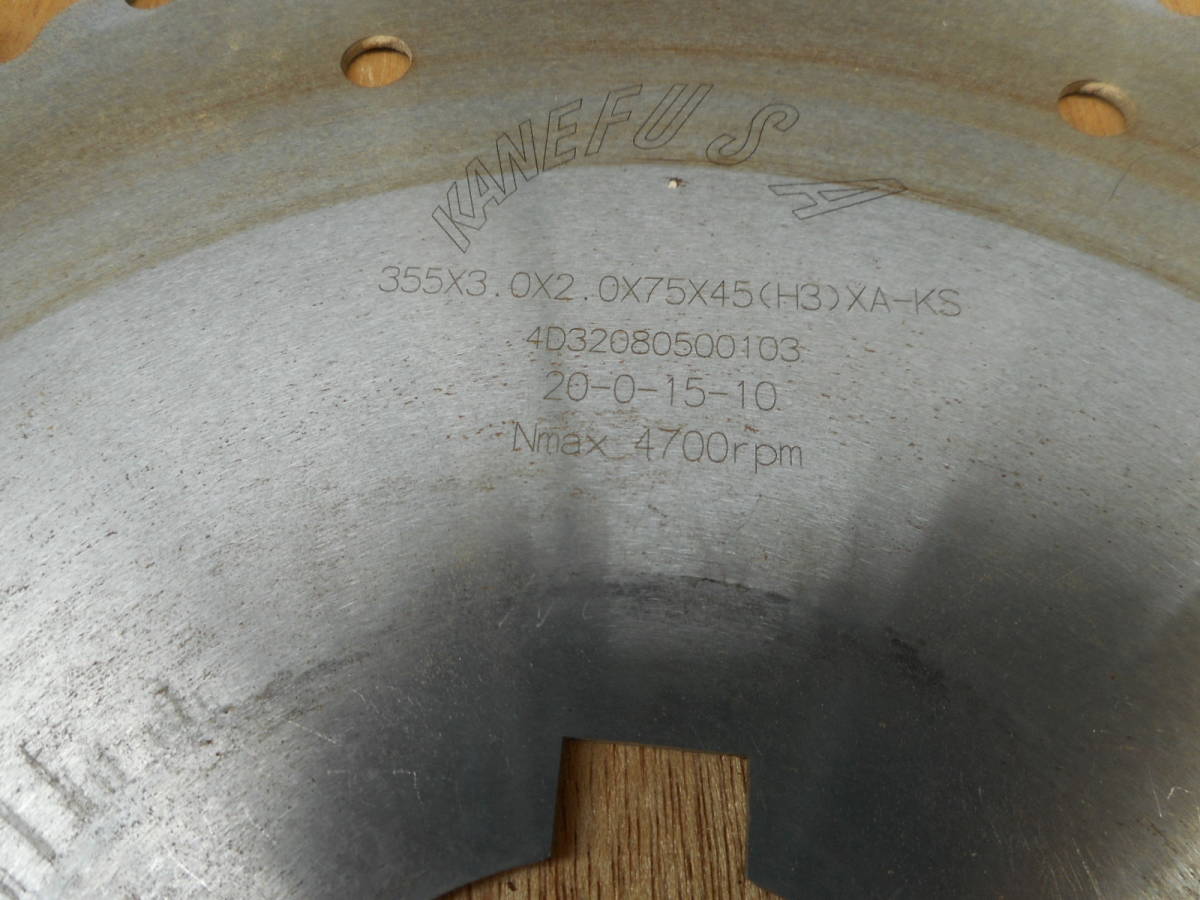 KANEFUSA
355X3.0X2.0X75X45(H3)XA-KS
4D32080500103
20-0-15-10
Nmax 4700rpm